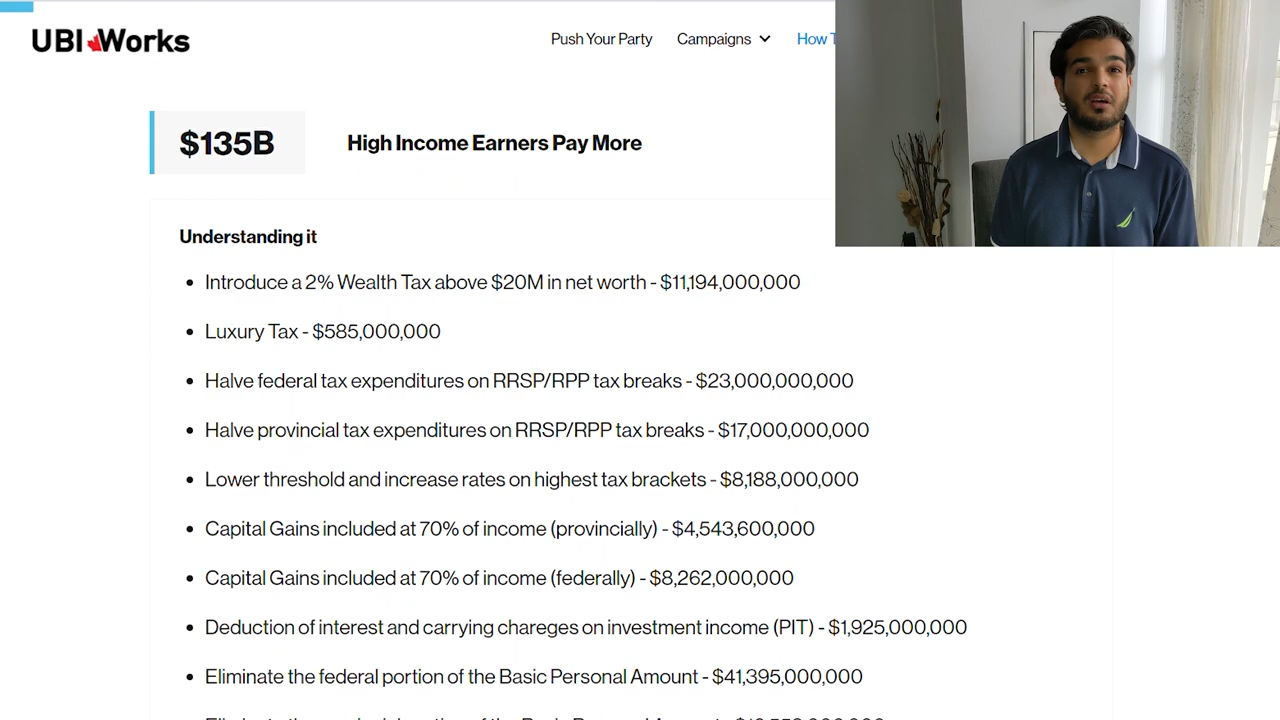 UBI Works
Push Your Party
Campaigns
How
$135B
High Income Earners Pay More
Understanding it
Introduce a 2% Wealth Tax above $20M in net worth - $11,194,000,000
Luxury Tax - $585,000,000
Halve federal tax expenditures on RRSP/RPP tax breaks - $23,000,000,000
Halve provincial tax expenditures on RRSP/RPP tax breaks - $17,000,000,000
Lower threshold and increase rates on highest tax brackets - $8,188,000,000
Capital Gains included at 70% of income (provincially) - $4,543,600,000
Capital Gains included at 70% of income (federally) - $8,262,000,000
Deduction of interest and carrying chareges on investment income (PIT) - $1,925,000,000
Eliminate the federal portion of the Basic Personal Amount - $41,395,000,000